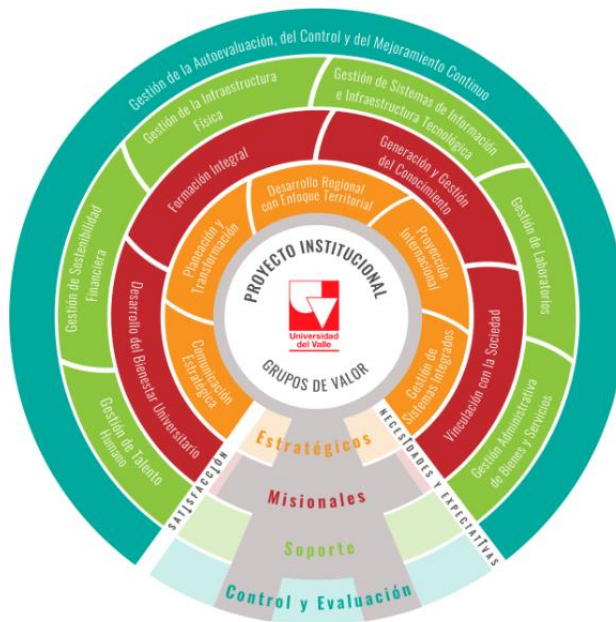 Gestión de la Autoevaluación, del Control y del Mejoramiento Continuo
Gestión de Talento
Humano
Gestión de Sostenibilidad
Financiera
Gestión de la Infraestructura
Física
Gestión de Sistemas de Información
e Infraestructura Tecnológica
Gestión de Laboratorios
Gestión Administrativa
de Bienes y Servicios
Desarrollo del Bienestar Universitario
Formación Integral
Generación y Gestión
del Conocimiento
Vinculación con la Sociedad
Comunicación
Estratégica
Planeación y
Transformación
Desarrollo Regional
con Enfoque Territorial
Proyección
Internacional
Gestión de
Sistemas Integrados
PROYECTO INSTITUCIONAL
Universidad
del Valle
GRUPOS DE VALOR
SATISFACCIÓN
NECESIDADES Y EXPECTATIVAS
Estratégicos
Misionales
Soporte
Control y Evaluación